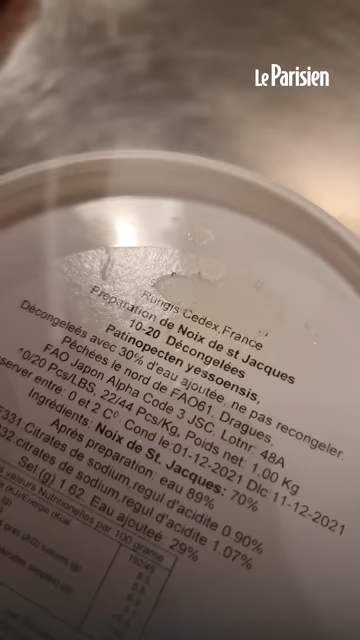 Le Parisien
Rungis Cedex, France
Préparation de Noix de st Jacques
10-20 Décongelées
Patinopecten yessoensis,
Décongelées avec 30% d'eau ajoutée, ne pas recongeler.
Pêchées le nord de FAO61, Dragues.
FAO Japon Alpha Code 3 JSC. Lotnr: 48A
10/20 Pcs/LBS, 22/44 Pcs/Kg, Poids net: 1,00 Kg
server entre: 0 et 2 C⁰. Cond le:01-12-2021 Dlc:11-12-2021
Ingrédients: Noix de St. Jacques: 70%
Après préparation: eau 89%
E331 Citrates de sodium,regul d'acidite 0.90%
332 citrates de sodium,regul d'acidite 1.07%
Sel (g) 1.62. Eau ajoutée: 29%
valeurs Nutritionelles par 100 gramme